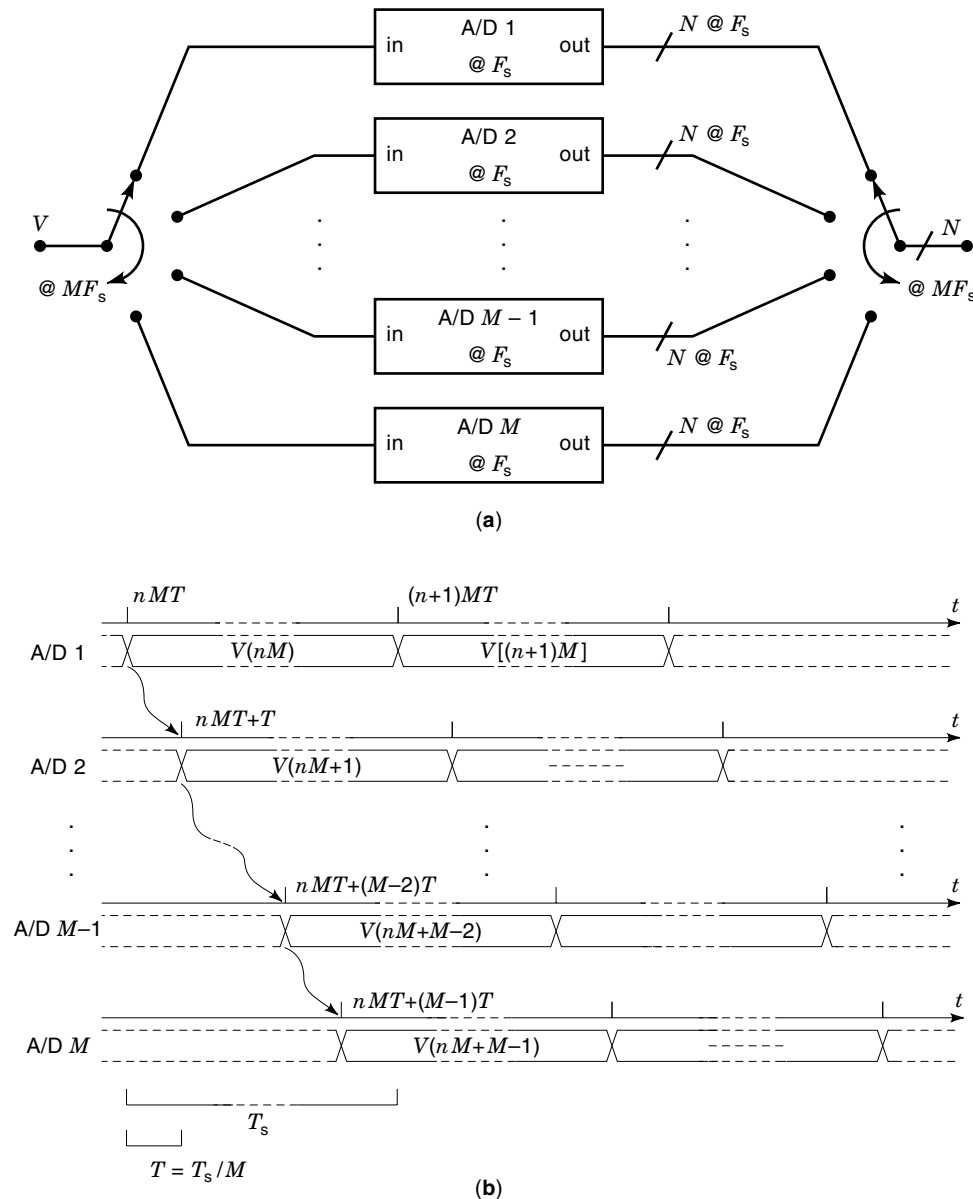 A/D 1
in
out
@ Fs
N @ Fs
A/D 2
in
out
@ Fs
N @ Fs
V
N
@ MFs
@ MFs
A/D M – 1
in
out
@ Fs
N @ Fs
A/D M
in
out
@ Fs
N @ Fs
(a)
nMT
(n+1)MT
t
A/D 1
V(nM)
V[(n+1)M]
nMT+T
t
A/D 2
V(nM+1)
nMT+(M–2)T
t
A/D M–1
V(nM+M–2)
nMT+(M–1)T
t
A/D M
V(nM+M–1)
Ts
T = Ts/M
(b)